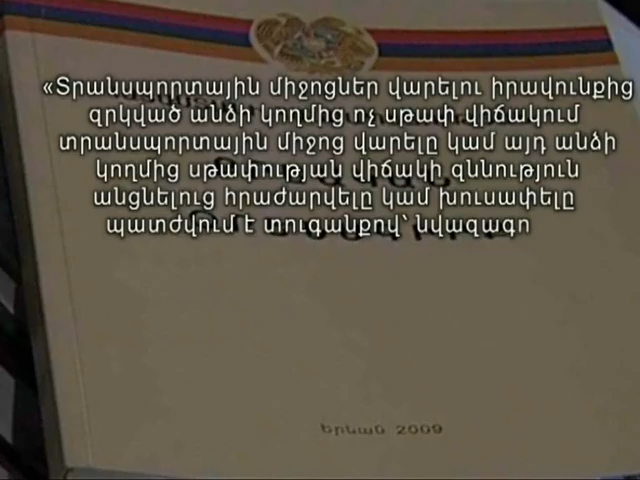 «Տրանսպորտային միջոցներ վարելու իրավունքից
զրկված անձի կողմից ոչ սթափ վիճակում
տրանսպորտային միջոց վարելը կամ այդ անձի
կողմից սթափության վիճակի զննություն
անցնելուց հրաժարվելը կամ խուսափելը
պատժվում է տուգանքով՝ նվազագո
Երևան 2009